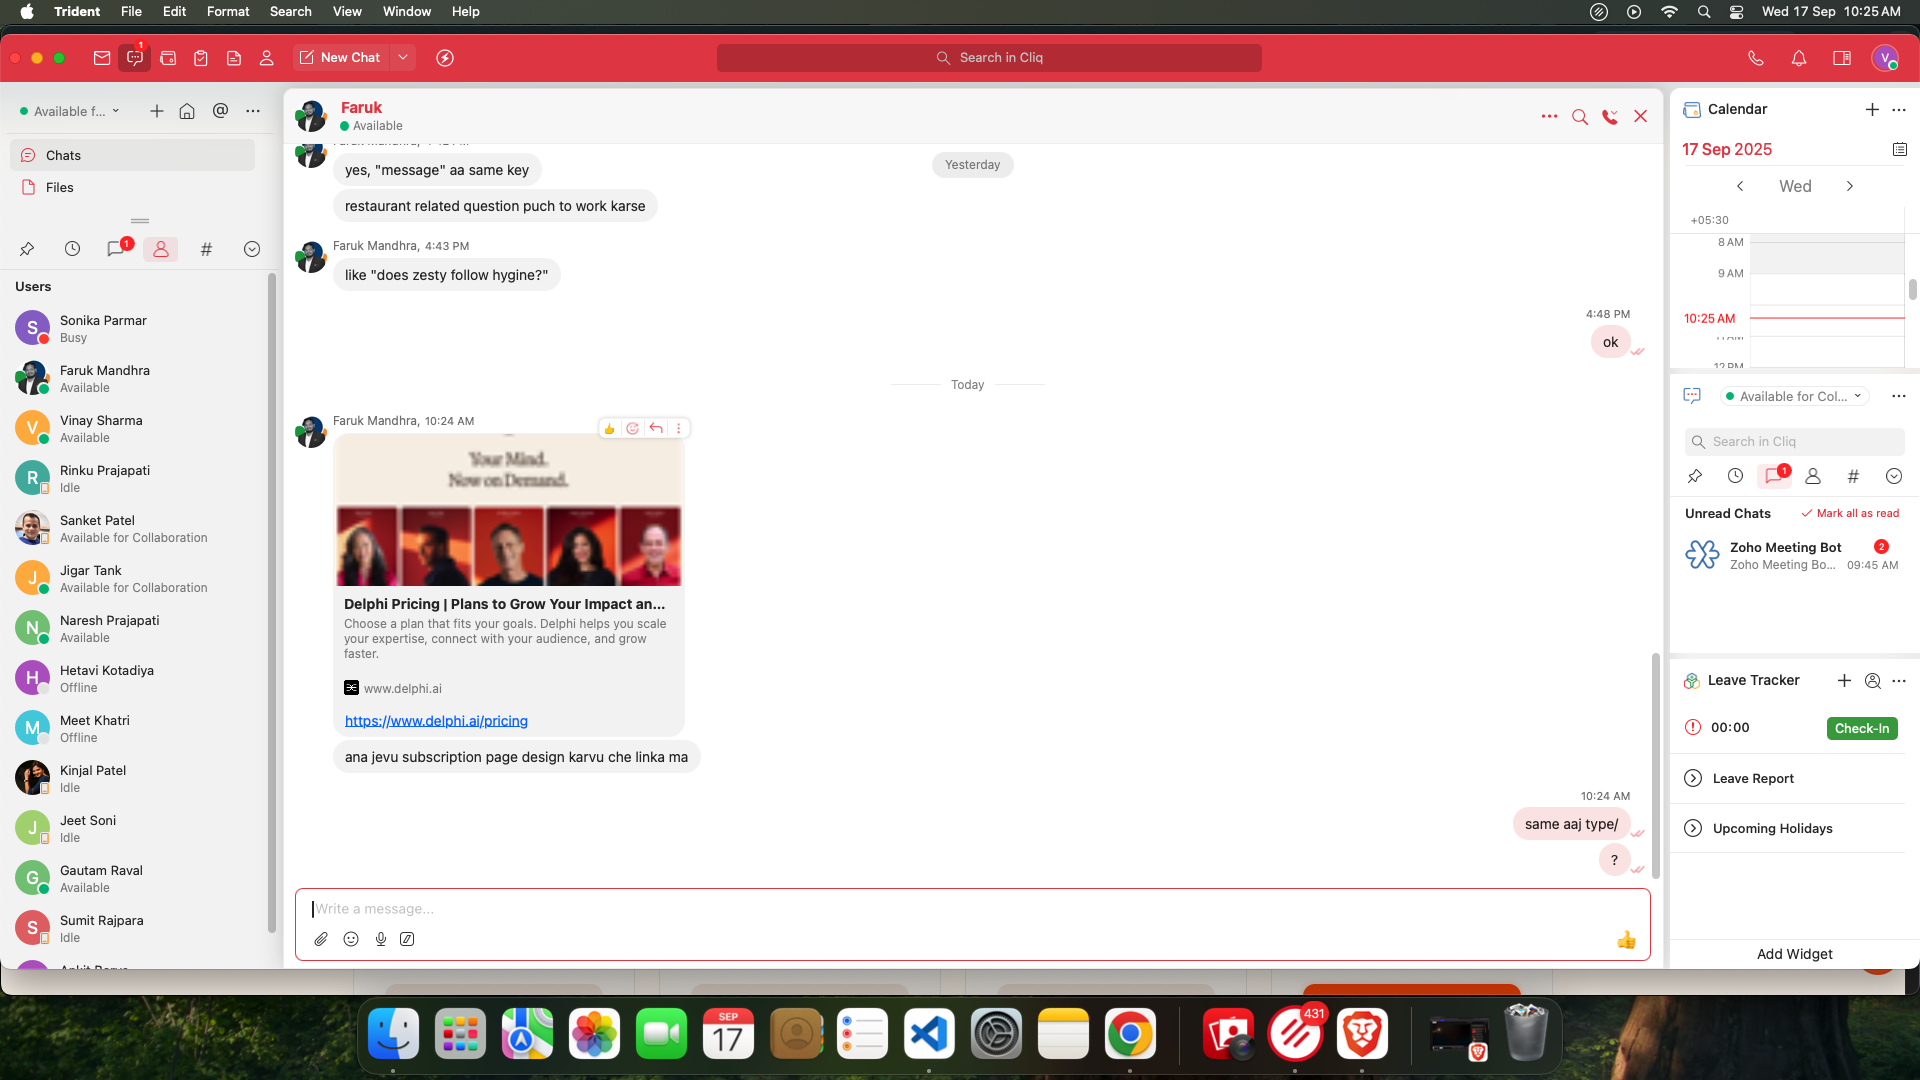 Trident File Edit Format Search View Window Help
Wed 17 Sep 10:25 AM
1
New Chat
Search in Cliq
V
Available f...
@
Chats
Files
1
#
Users
S Sonika Parmar
Busy
Faruk Mandhra
Available
V Vinay Sharma
Available
R Rinku Prajapati
Idle
Sanket Patel
Available for Collaboration
J Jigar Tank
Available for Collaboration
N Naresh Prajapati
Available
H Hetavi Kotadiya
Offline
M Meet Khatri
Offline
Kinjal Patel
Idle
J Jeet Soni
Idle
G Gautam Raval
Available
S Sumit Rajpara
Idle
Faruk
Available
Yesterday
yes, "message" aa same key
restaurant related question puch to work karse
Faruk Mandhra, 4:43 PM
like "does zesty follow hygine?"
4:48 PM
ok
Today
Faruk Mandhra, 10:24 AM
Your Mind.
Now on Demand.
Delphi Pricing | Plans to Grow Your Impact an...
Choose a plan that fits your goals. Delphi helps you scale
your expertise, connect with your audience, and grow
faster.
www.delphi.ai
https://www.delphi.ai/pricing
ana jevu subscription page design karvu che linka ma
10:24 AM
same aaj type/
?
Write a message...
Calendar
17 Sep 2025
Wed
+05:30
8 AM
9 AM
10:25 AM
11 AM
12 PM
Available for Col...
Search in Cliq
1
#
Unread Chats
Mark all as read
Zoho Meeting Bot 2
Zoho Meeting Bo... 09:45 AM
Leave Tracker
00:00
Check-In
Leave Report
Upcoming Holidays
Add Widget
SEP
17
431